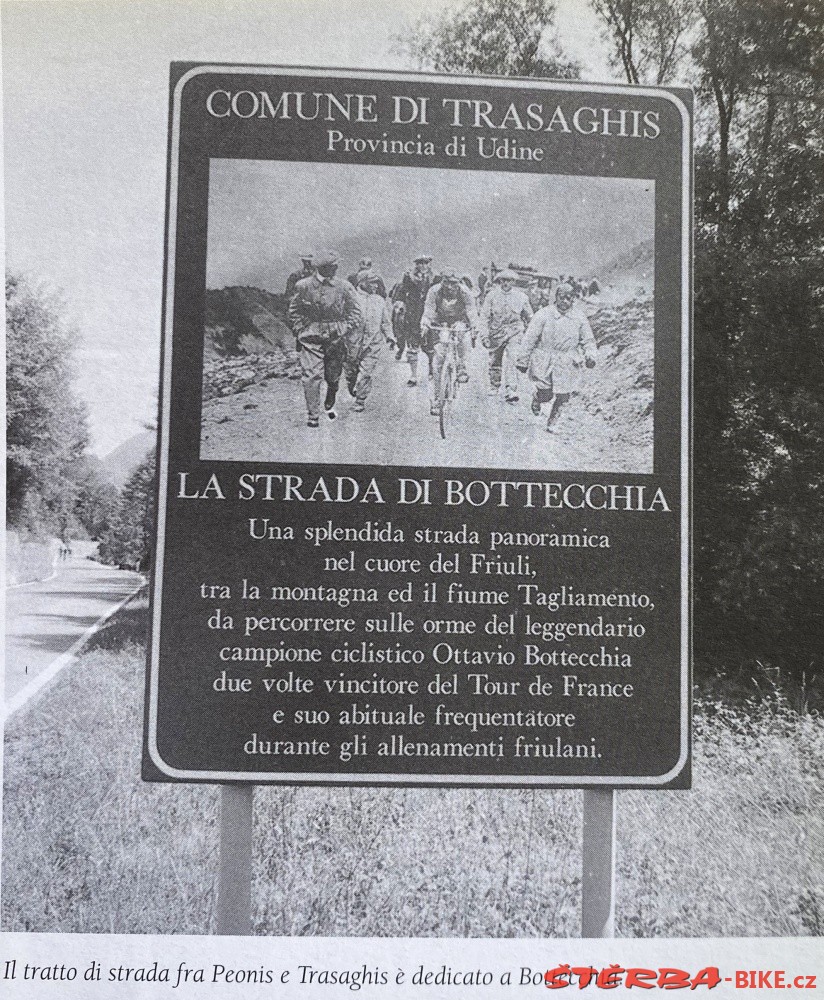 COMUNE DI TRASAGHIS
Provincia di Udine
LA STRADA DI BOTTECCHIA
Una splendida strada panoramica
nel cuore del Friuli,
tra la montagna ed il fiume Tagliamento,
da percorrere sulle orme del leggendario
campione ciclistico Ottavio Bottecchia
due volte vincitore del Tour de France
e suo abituale frequentatore
durante gli allenamenti friulani.
Il tratto di strada fra Peonis e Trasaghis è dedicato a Bottecchia.
ŠTĚRBA-BIKE.cz